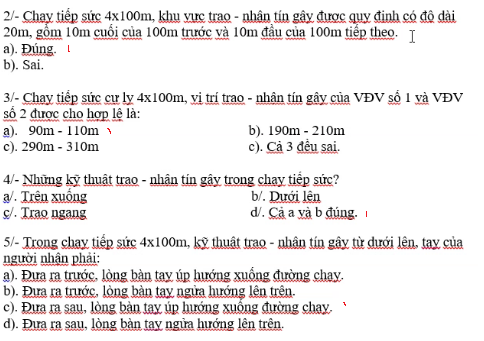 2/- Chạy tiếp sức 4x100m, khu vực trao - nhận tín gậy được quy định có độ dài
20m, gồm 10m cuối của 100m trước và 10m đầu của 100m tiếp theo.
a). Đúng.
b). Sai.
3/- Chạy tiếp sức cự ly 4x100m, vị trí trao - nhận tín gậy của VĐV số 1 và VĐV
số 2 được cho hợp lệ là:
a). 90m - 110m b). 190m - 210m
c). 290m - 310m c). Cả 3 đều sai.
4/- Những kỹ thuật trao - nhận tín gậy trong chạy tiếp sức?
a/. Trên xuống b/. Dưới lên
c/. Trao ngang d/. Cả a và b đúng.
5/- Trong chạy tiếp sức 4x100m, kỹ thuật trao - nhận tín gậy từ dưới lên, tay của
người nhận phải:
a). Đưa ra trước, lòng bàn tay úp hướng xuống đường chạy.
b). Đưa ra trước, lòng bàn tay ngửa hướng lên trên.
c). Đưa ra sau, lòng bàn tay úp hướng xuống đường chạy.
d). Đưa ra sau, lòng bàn tay ngửa hướng lên trên.